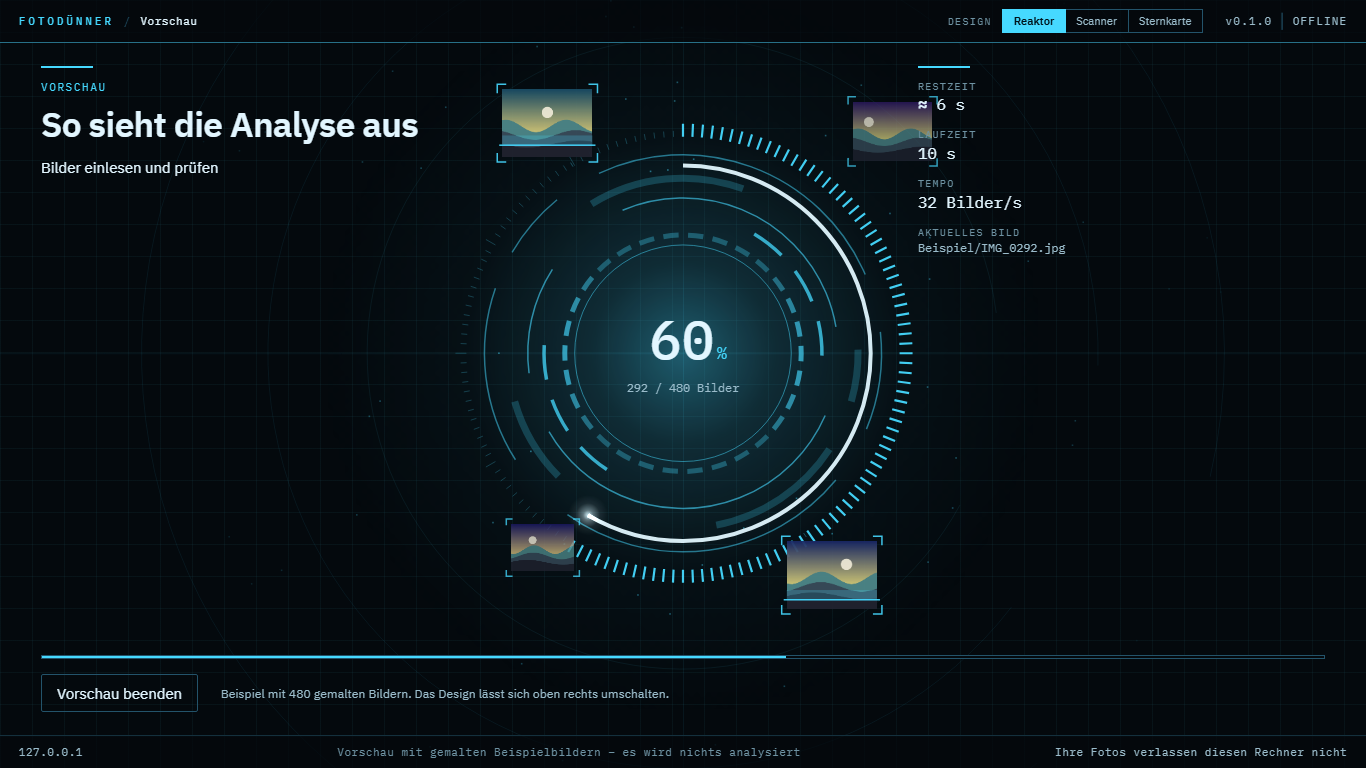 FOTODÜNNER / Vorschau
DESIGN Reaktor Scanner Sternkarte v0.1.0 OFFLINE
VORSCHAU
So sieht die Analyse aus
Bilder einlesen und prüfen
RESTZEIT
≈ 6 s
LAUFZEIT
10 s
TEMPO
32 Bilder/s
AKTUELLES BILD
Beispiel/IMG_0292.jpg
60%
292 / 480 Bilder
Vorschau beenden
Beispiel mit 480 gemalten Bildern. Das Design lässt sich oben rechts umschalten.
127.0.0.1
Vorschau mit gemalten Beispielbildern – es wird nichts analysiert
Ihre Fotos verlassen diesen Rechner nicht